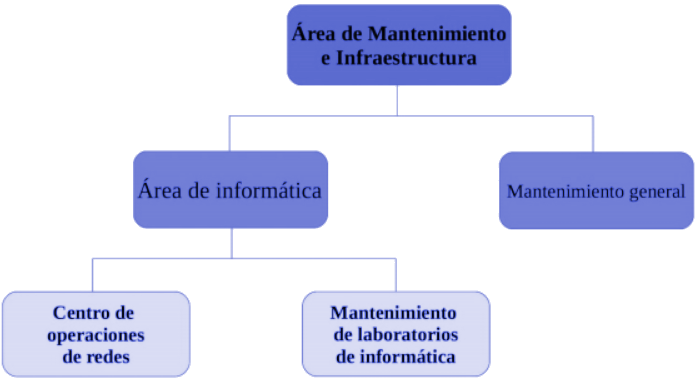 Área de Mantenimiento
e Infraestructura
Área de informática
Mantenimiento general
Centro de
operaciones
de redes
Mantenimiento
de laboratorios
de informática